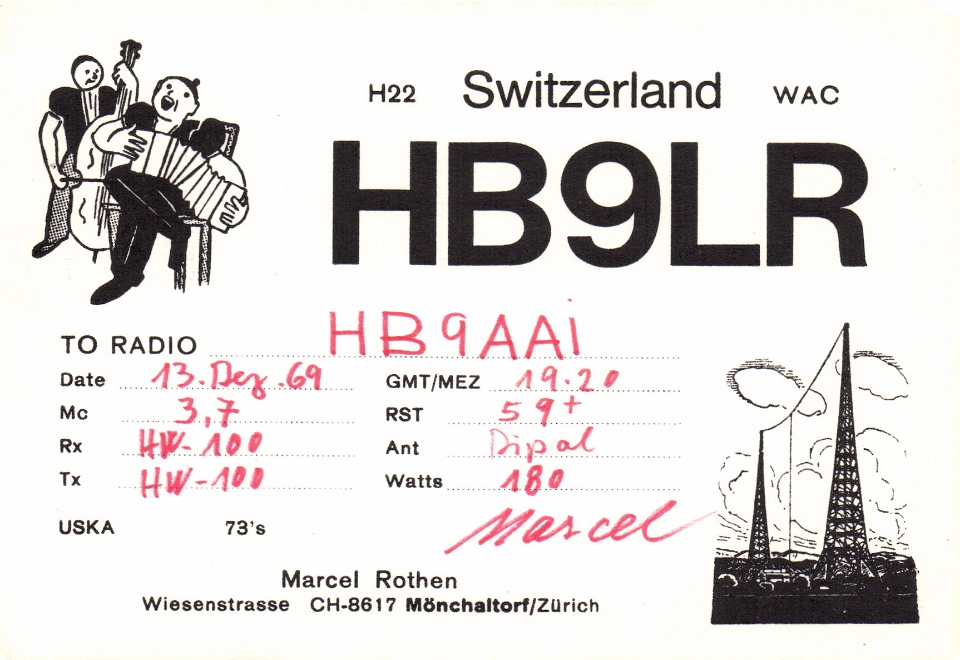 H22 Switzerland WAC
HB9LR
TO RADIO HB9AAi
Date 13.Dez.69 GMT/MEZ 19.20
Mc 3,7 RST 59+
Rx HW-100 Ant Dipol
Tx HW-100 Watts 180
Marcel
USKA 73's
Marcel Rothen
Wiesenstrasse CH-8617 Mönchaltorf/Zürich